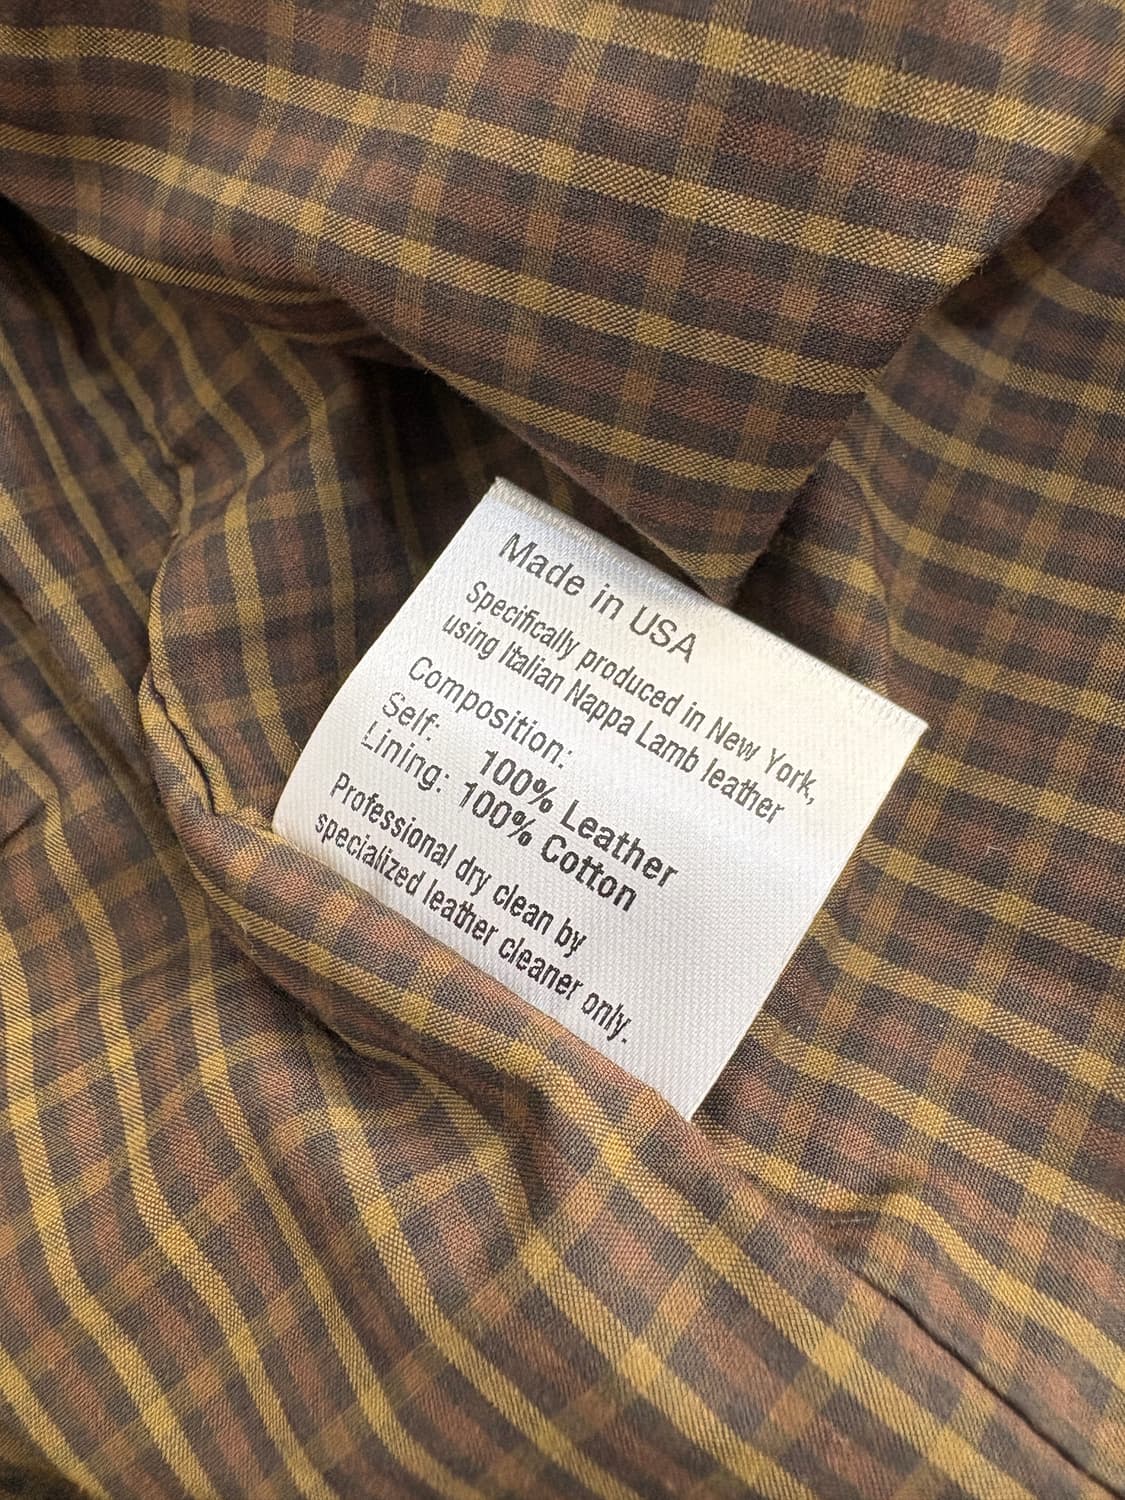 Made in USA
Specifically produced in New York,
using Italian Nappa Lamb leather
Composition:
Self: 100% Leather
Lining: 100% Cotton
Professional dry clean by
specialized leather cleaner only.